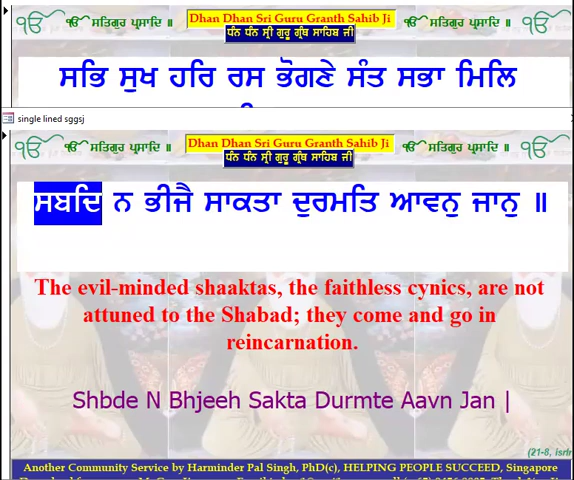 ੴ ੴ ਸਤਿਗੁਰ ਪ੍ਰਸਾਦਿ ॥ Dhan Dhan Sri Guru Granth Sahib Ji ੴ ਸਤਿਗੁਰ ਪ੍ਰਸਾਦਿ ॥ ੴ
ਧੰਨ ਧੰਨ ਸ੍ਰੀ ਗੁਰੂ ਗ੍ਰੰਥ ਸਾਹਿਬ ਜੀ
ਸਭਿ ਸੁਖ ਹਰਿ ਰਸ ਭੋਗਣੇ ਸੰਤ ਸਭਾ ਮਿਲਿ
single lined sggsj
ੴ ੴ ਸਤਿਗੁਰ ਪ੍ਰਸਾਦਿ ॥ Dhan Dhan Sri Guru Granth Sahib Ji ੴ ਸਤਿਗੁਰ ਪ੍ਰਸਾਦਿ ॥ ੴ
ਧੰਨ ਧੰਨ ਸ੍ਰੀ ਗੁਰੂ ਗ੍ਰੰਥ ਸਾਹਿਬ ਜੀ
ਸਬਦਿ ਨ ਭੀਜੈ ਸਾਕਤਾ ਦੁਰਮਤਿ ਆਵਨੁ ਜਾਨੁ ॥
The evil-minded shaaktas, the faithless cynics, are not
attuned to the Shabad; they come and go in
reincarnation.
Shbde N Bhjeeh Sakta Durmte Aavn Jan |
(21-8,
Another Community Service by Harminder Pal Singh, PhD(c), HELPING PEOPLE SUCCEED, Singapore